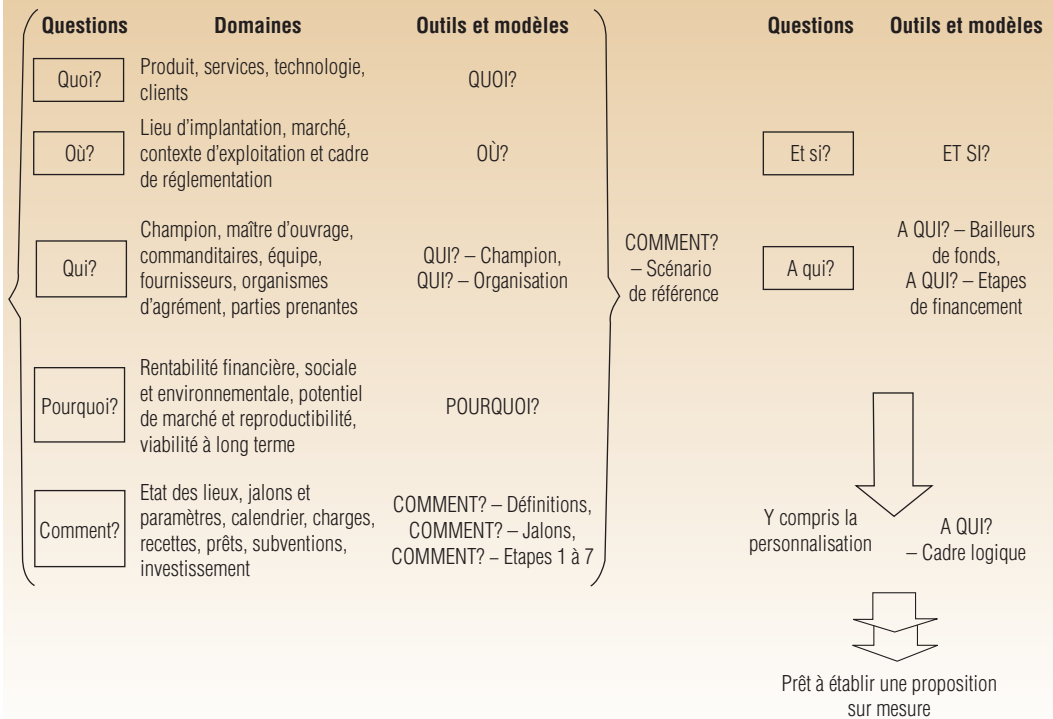 Questions Domaines Outils et modèles
Quoi?
Produit, services, technologie,
clients
QUOI?
Où?
Lieu d'implantation, marché,
contexte d'exploitation et cadre
de réglementation
OÙ?
Qui?
Champion, maître d'ouvrage,
commanditaires, équipe,
fournisseurs, organismes
d'agrément, parties prenantes
QUI? – Champion,
QUI? – Organisation
Pourquoi?
Rentabilité financière, sociale
et environnementale, potentiel
de marché et reproductibilité,
viabilité à long terme
POURQUOI?
Comment?
Etat des lieux, jalons et
paramètres, calendrier, charges,
recettes, prêts, subventions,
investissement
COMMENT? – Définitions,
COMMENT? – Jalons,
COMMENT? – Etapes 1 à 7
COMMENT?
– Scénario
de référence
Questions Outils et modèles
Et si?
ET SI?
A qui?
A QUI? – Bailleurs
de fonds,
A QUI? – Etapes
de financement
Y compris la
personnalisation
A QUI?
– Cadre logique
Prêt à établir une proposition
sur mesure